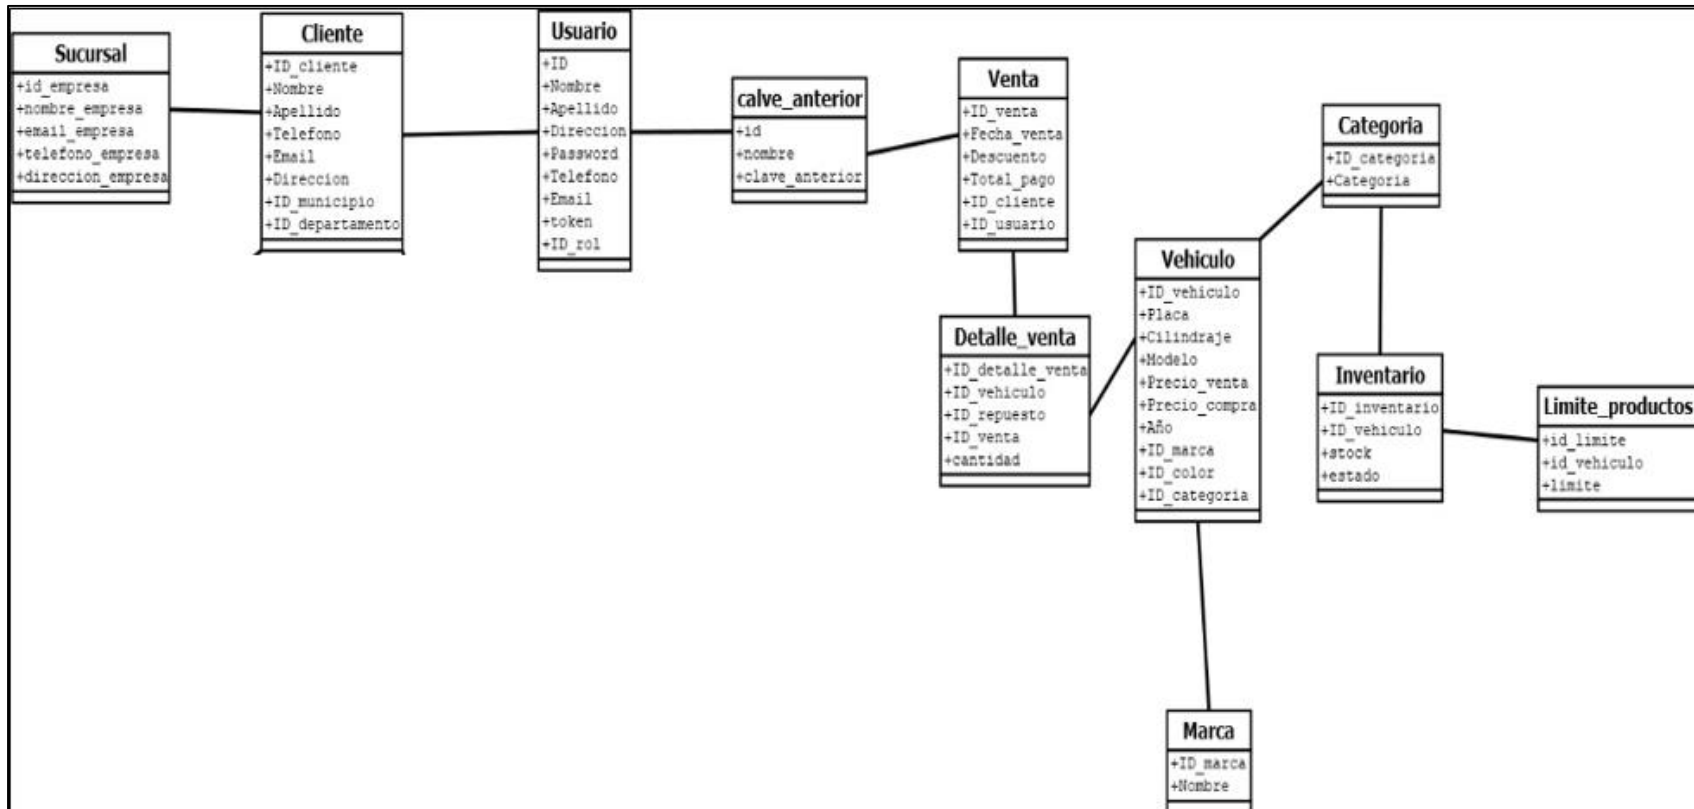 Sucursal
+id_empresa
+nombre_empresa
+email_empresa
+telefono_empresa
+direccion_empresa
Cliente
+ID_cliente
+Nombre
+Apellido
+Telefono
+Email
+Direccion
+ID_municipio
+ID_departamento
Usuario
+ID
+Nombre
+Apellido
+Direccion
+Password
+Telefono
+Email
+token
+ID_rol
calve_anterior
+id
+nombre
+clave_anterior
Venta
+ID_venta
+Fecha_venta
+Descuento
+Total_pago
+ID_cliente
+ID_usuario
Detalle_venta
+ID_detalle_venta
+ID_vehiculo
+ID_repuesto
+ID_venta
+cantidad
Vehiculo
+ID_vehiculo
+Placa
+Cilindraje
+Modelo
+Precio_venta
+Precio_compra
+Año
+ID_marca
+ID_color
+ID_categoria
Categoria
+ID_categoria
+Categoria
Inventario
+ID_inventario
+ID_vehiculo
+stock
+estado
Limite_productos
+id_limite
+id_vehiculo
+limite
Marca
+ID_marca
+Nombre